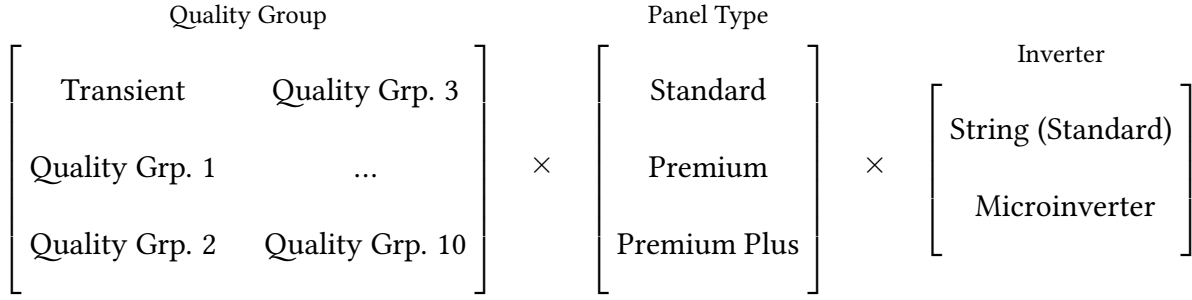 Quality Group
Transient Quality Grp. 3
Quality Grp. 1 ...
Quality Grp. 2 Quality Grp. 10
×
Panel Type
Standard
Premium
Premium Plus
×
Inverter
String (Standard)
Microinverter